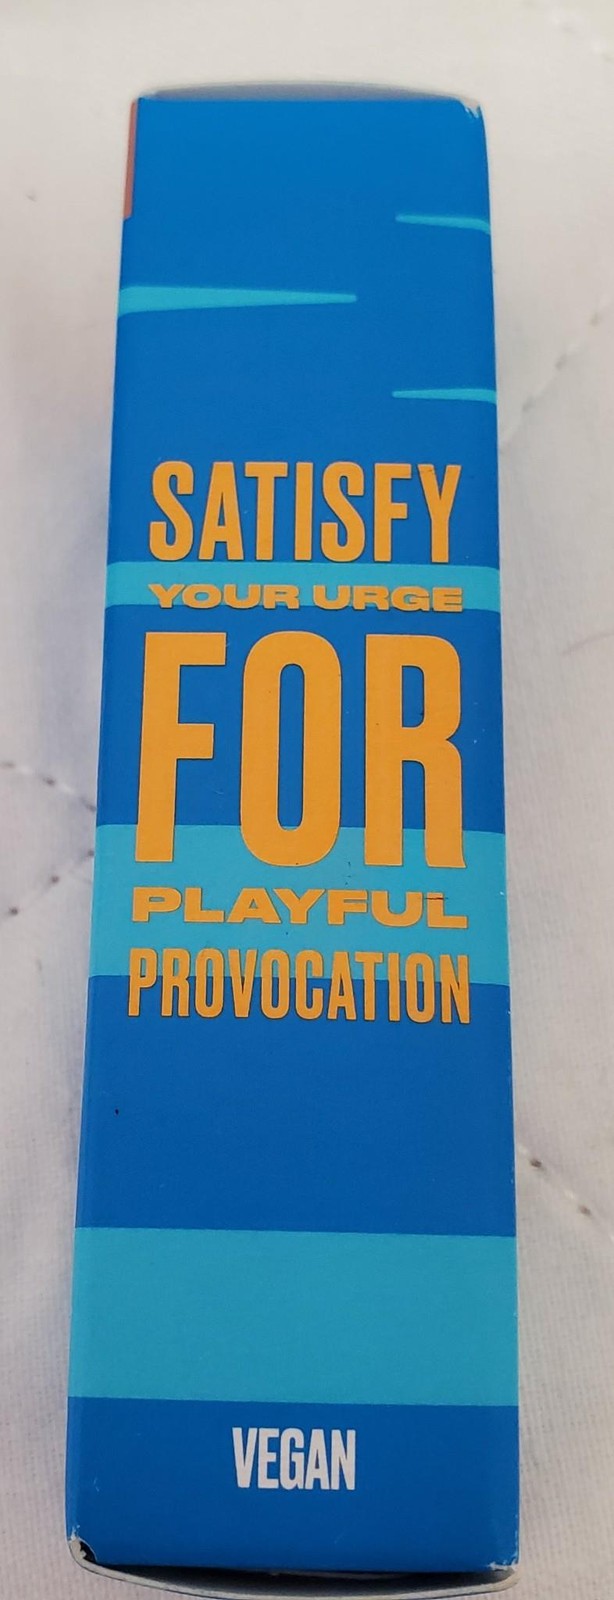 SATISFY
YOUR URGE
FOR
PLAYFUL
PROVOCATION
VEGAN